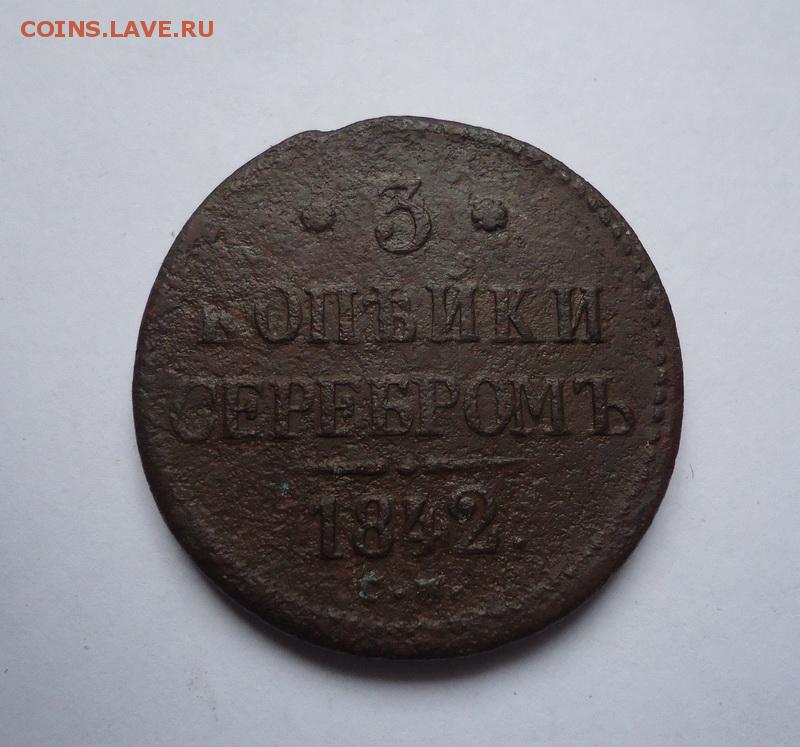 COINS.LAVE.RU
· 3 ·
КОПѢЙКИ
СЕРЕБРОМЪ
1842.
С. М.